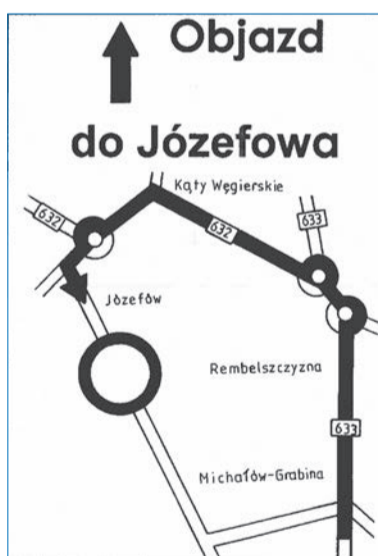 Objazd
do Józefowa
Kąty Węgierskie
632
632
633
Józefów
Rembelszczyzna
633
Michałów-Grabina